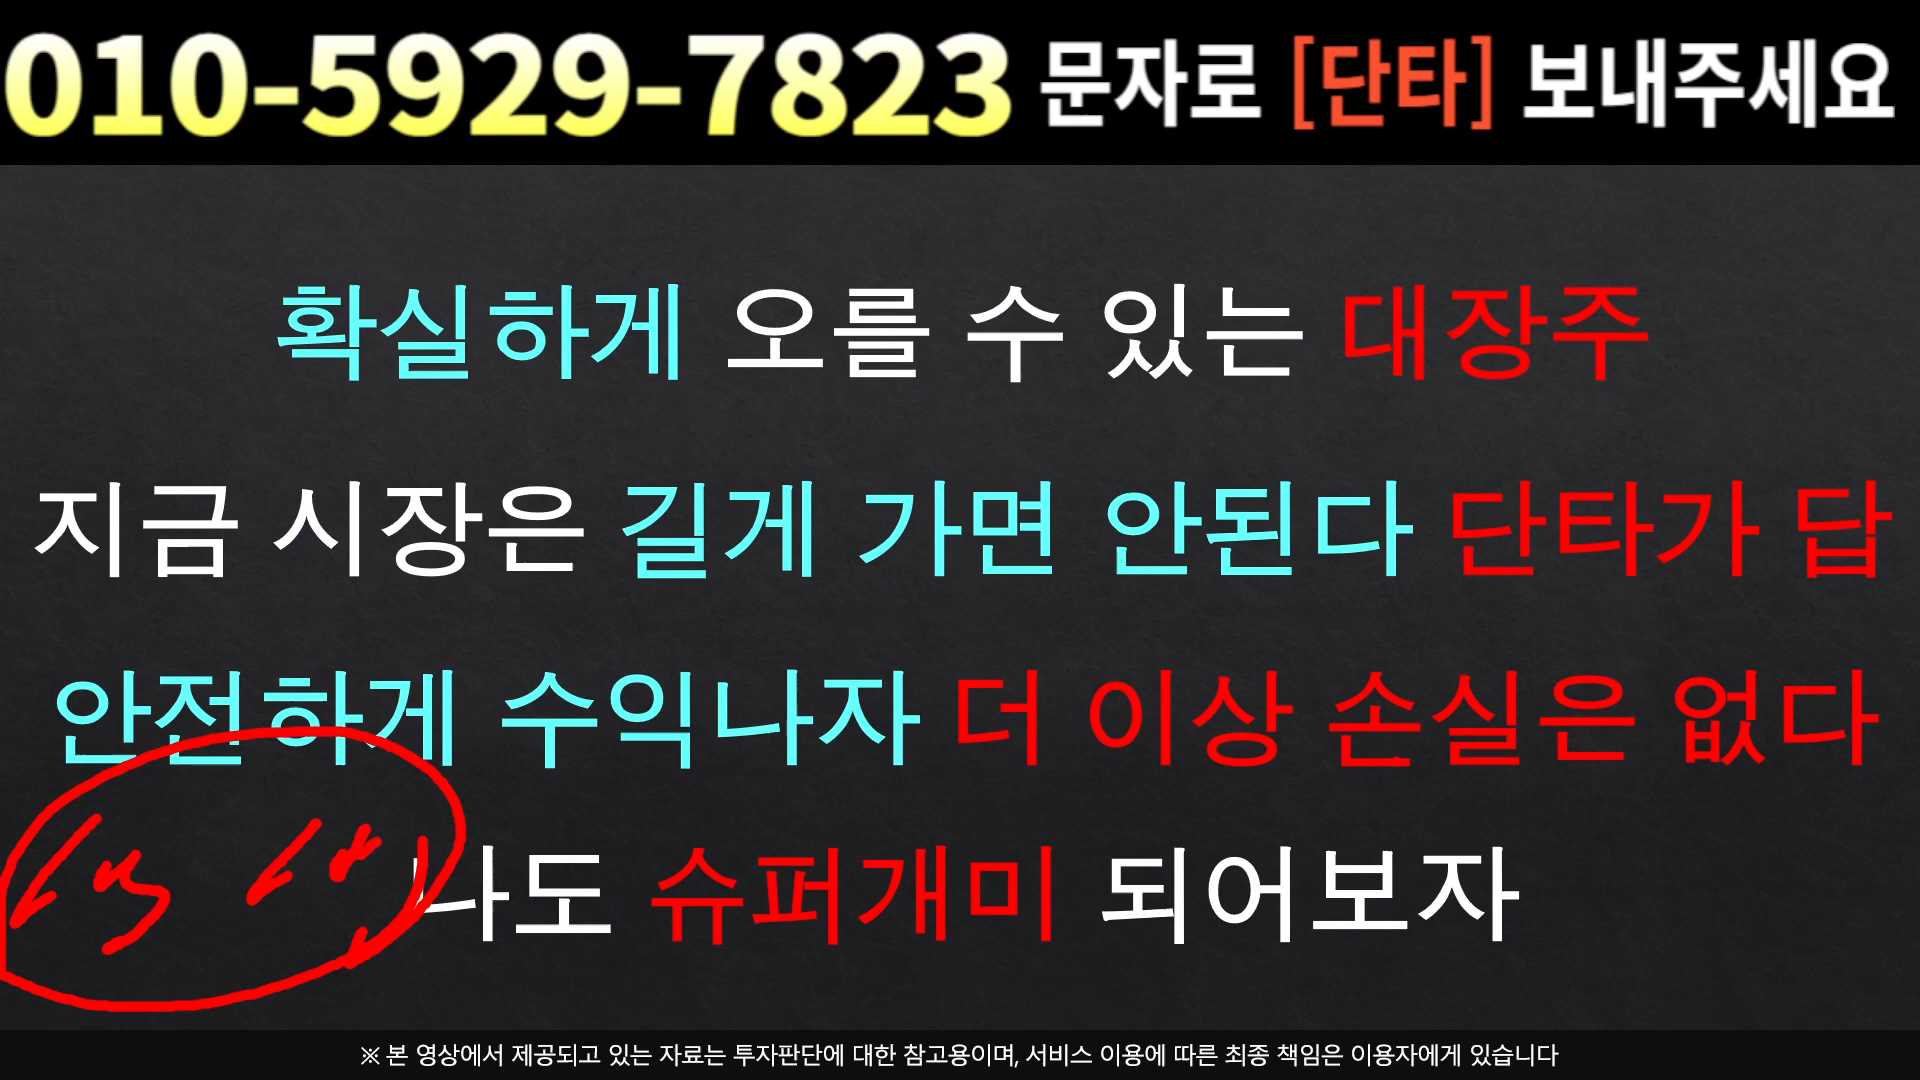 010-5929-7823 문자로 [단타] 보내주세요
확실하게 오를 수 있는 대장주
지금 시장은 길게 가면 안된다 단타가 답
안전하게 수익나자 더 이상 손실은 없다
나도 슈퍼개미 되어보자
※ 본 영상에서 제공되고 있는 자료는 투자판단에 대한 참고용이며, 서비스 이용에 따른 최종 책임은 이용자에게 있습니다